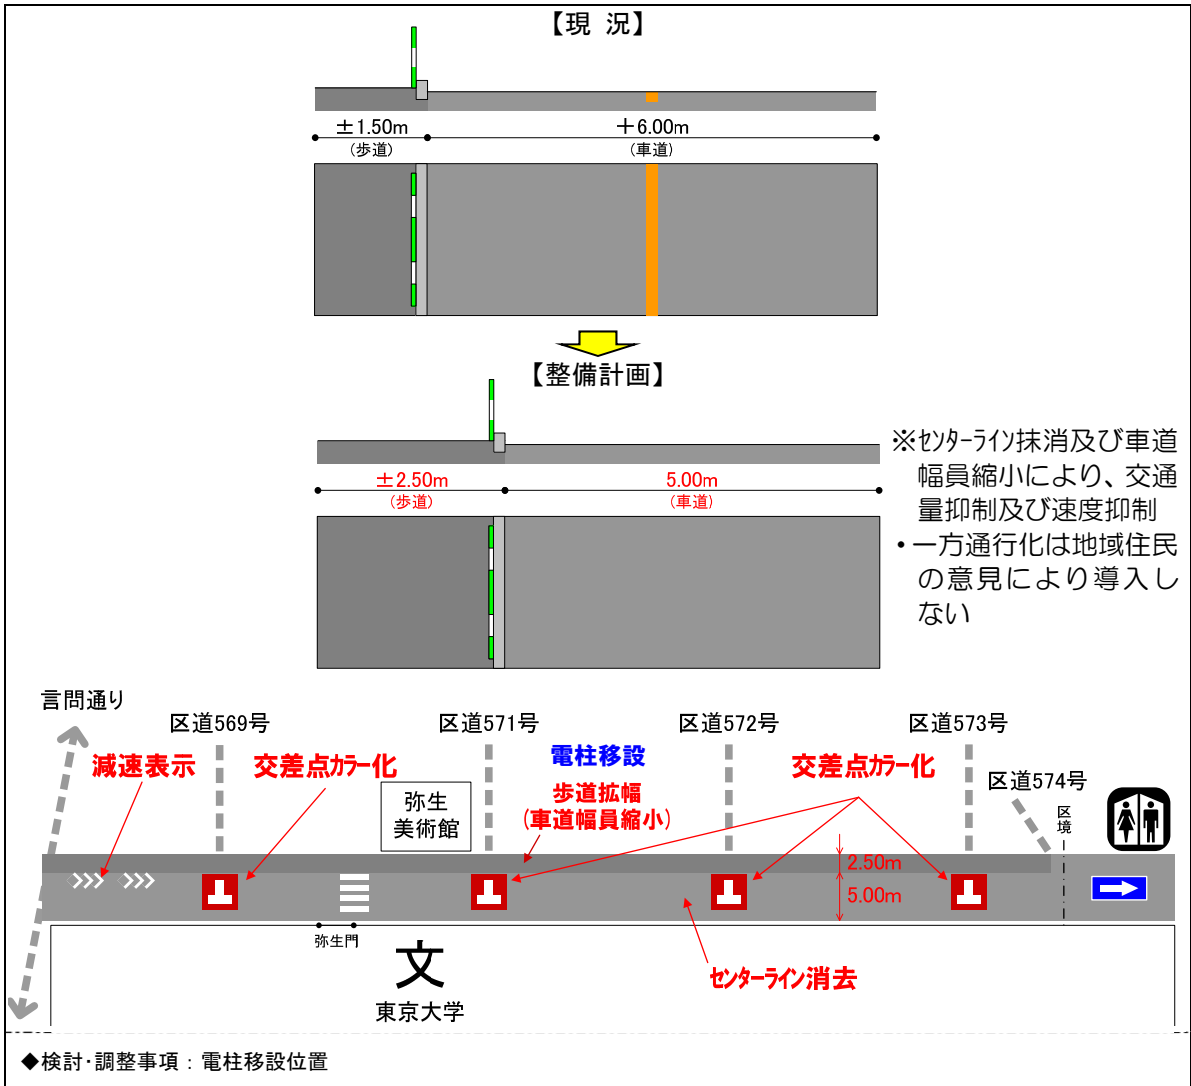 【現 況】
±1.50m
(歩道)
+6.00m
(車道)
【整備計画】
±2.50m
(歩道)
5.00m
(車道)
※センターライン抹消及び車道
幅員縮小により、交通
量抑制及び速度抑制
・一方通行化は地域住民
の意見により導入し
ない
言問通り
区道569号
区道571号
区道572号
区道573号
区道574号
減速表示
交差点カラー化
弥生
美術館
電柱移設
歩道拡幅
(車道幅員縮小)
交差点カラー化
区境
2.50m
5.00m
弥生門
文
東京大学
センターライン消去
◆検討・調整事項：電柱移設位置